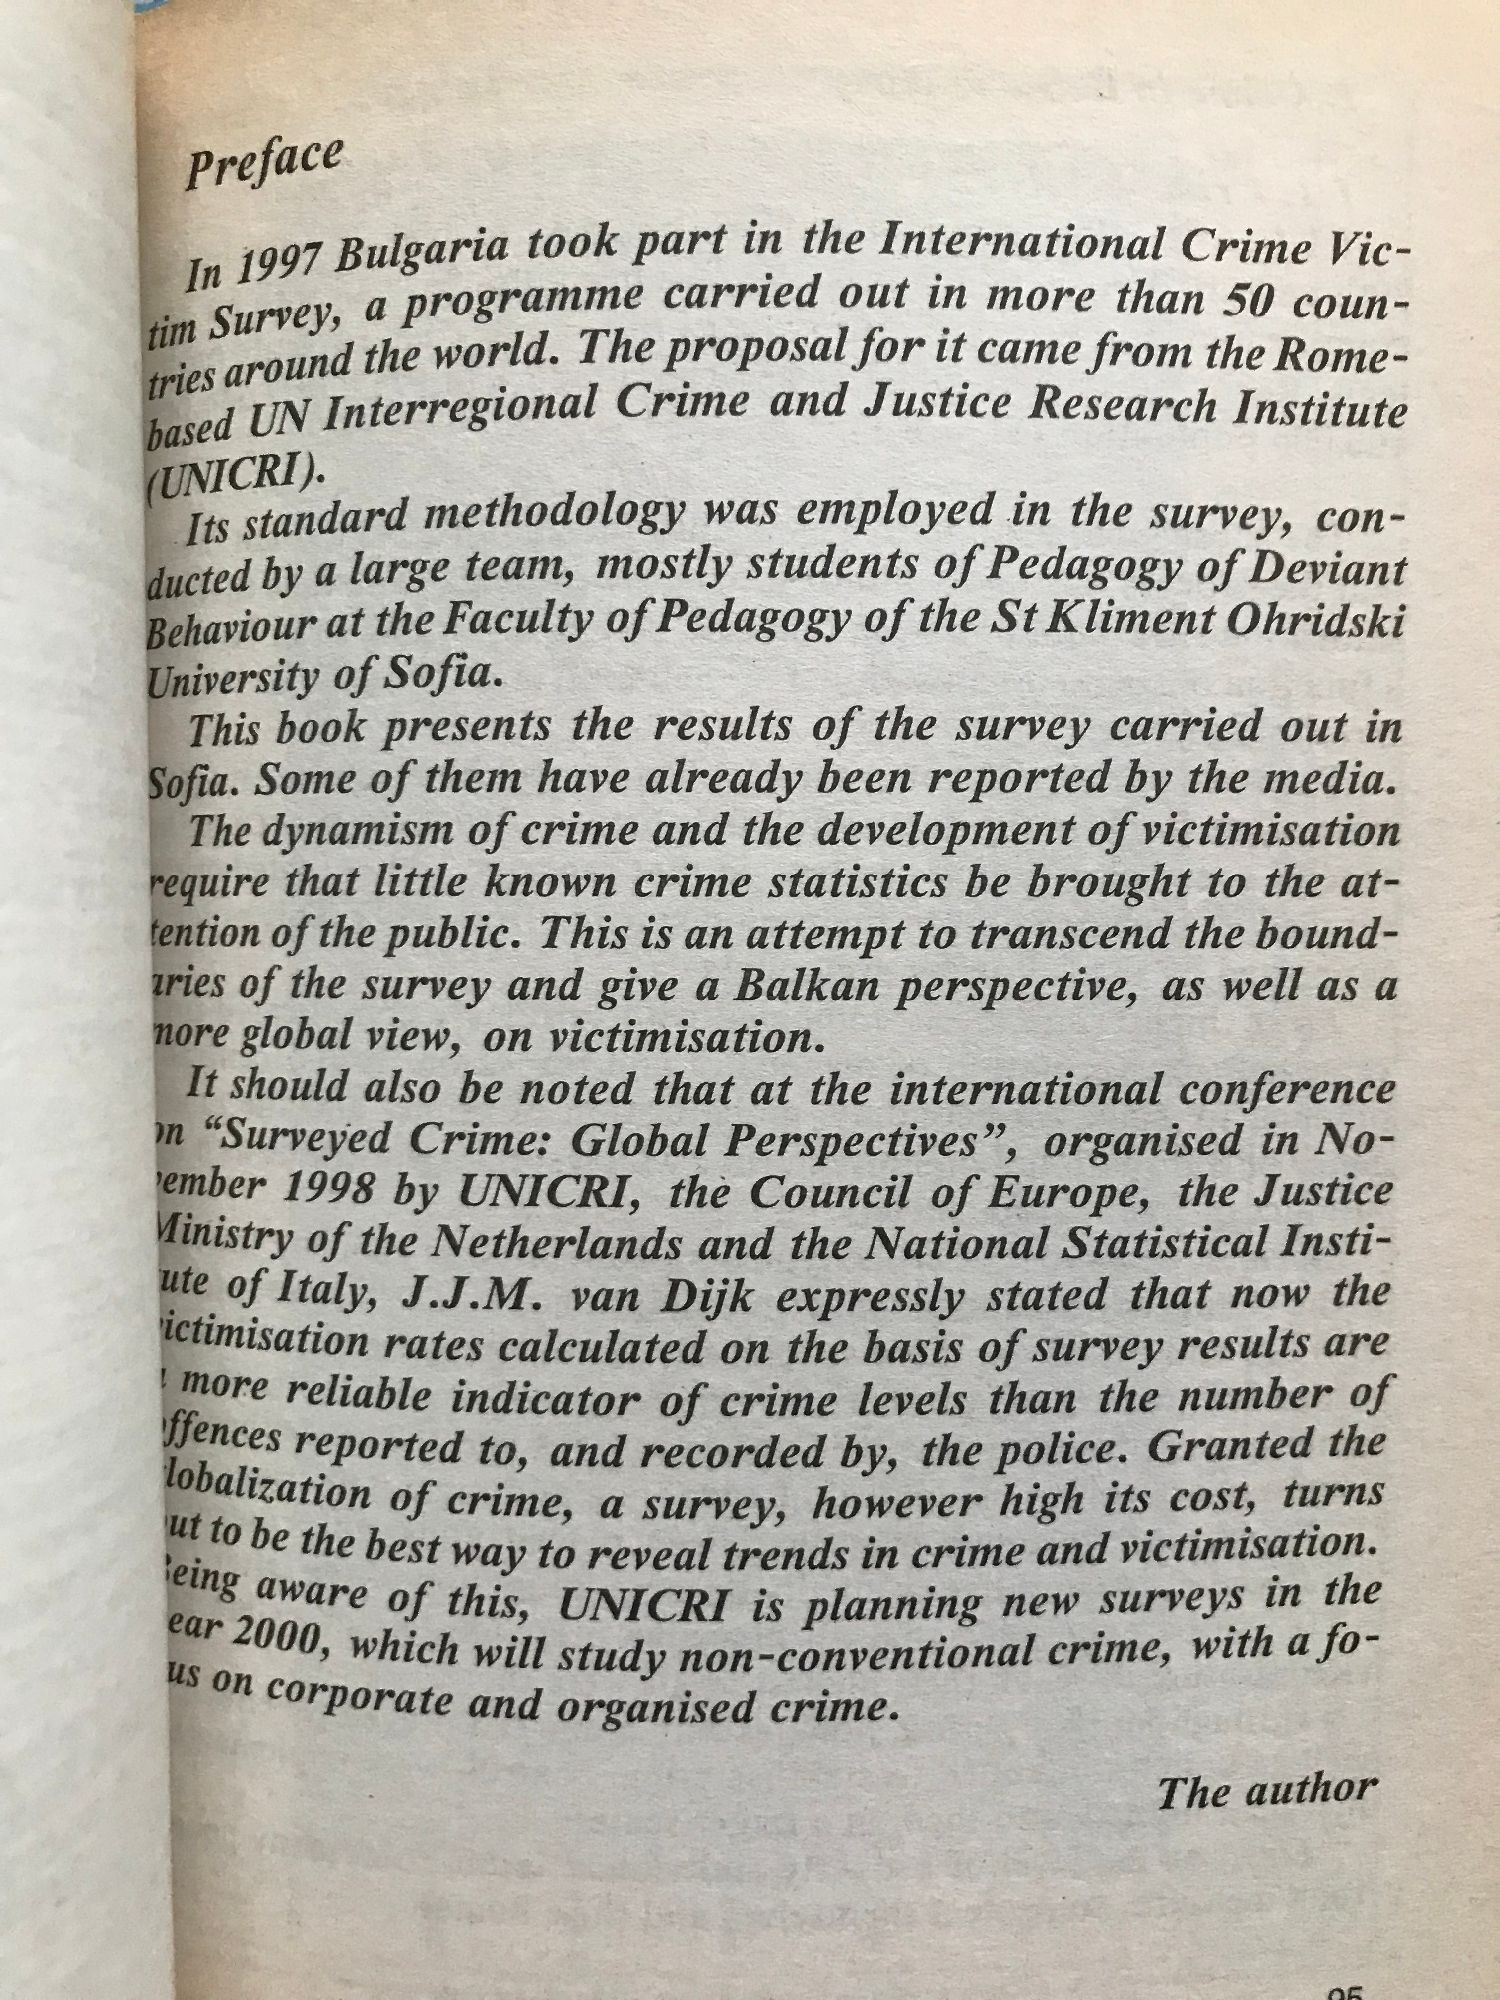 Preface
In 1997 Bulgaria took part in the International Crime Vic-
tim Survey, a programme carried out in more than 50 coun-
tries around the world. The proposal for it came from the Rome-
based UN Interregional Crime and Justice Research Institute
(UNICRI).
Its standard methodology was employed in the survey, con-
ducted by a large team, mostly students of Pedagogy of Deviant
Behaviour at the Faculty of Pedagogy of the St Kliment Ohridski
University of Sofia.
This book presents the results of the survey carried out in
Sofia. Some of them have already been reported by the media.
The dynamism of crime and the development of victimisation
require that little known crime statistics be brought to the at-
tention of the public. This is an attempt to transcend the bound-
aries of the survey and give a Balkan perspective, as well as a
more global view, on victimisation.
It should also be noted that at the international conference
on “Surveyed Crime: Global Perspectives”, organised in No-
vember 1998 by UNICRI, the Council of Europe, the Justice
Ministry of the Netherlands and the National Statistical Insti-
ute of Italy, J.J.M. van Dijk expressly stated that now the
ictimisation rates calculated on the basis of survey results are
more reliable indicator of crime levels than the number of
ffences reported to, and recorded by, the police. Granted the
lobalization of crime, a survey, however high its cost, turns
ut to be the best way to reveal trends in crime and victimisation.
eing aware of this, UNICRI is planning new surveys in the
ear 2000, which will study non-conventional crime, with a fo-
us on corporate and organised crime.
The author